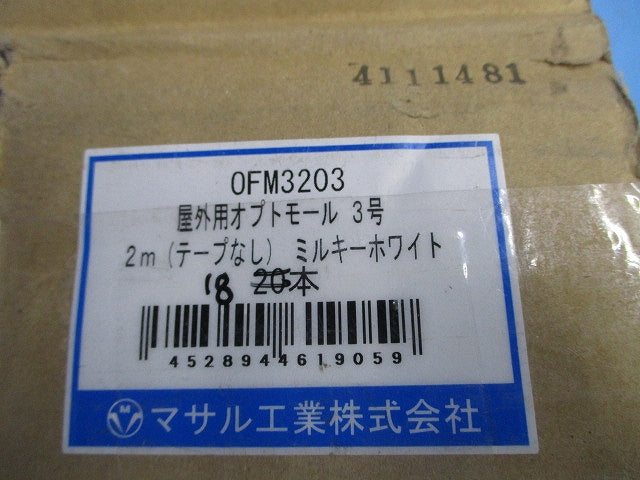 4111481
OFM3203
屋外用オプトモール 3号
2m(テープなし) ミルキーホワイト
18 20本
4528944619059
M マサル工業株式会社